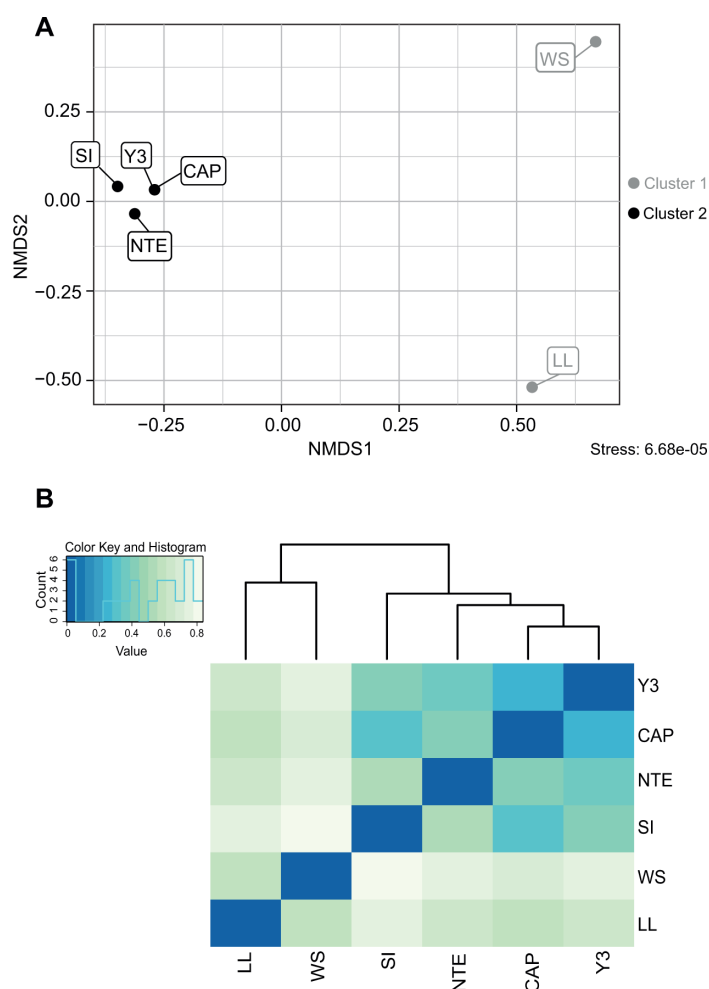 A
WS
0.25
SI
Y3
CAP
Cluster 1
0.00
Cluster 2
NTE
NMDS2
−0.25
LL
−0.50
−0.25
0.00
0.25
0.50
NMDS1
Stress: 6.68e-05
B
Color Key and Histogram
Count
0 1 2 3 4 5 6
0
0.2
0.4
0.6
0.8
Value
Y3
CAP
NTE
SI
WS
LL
LL
WS
SI
NTE
CAP
Y3